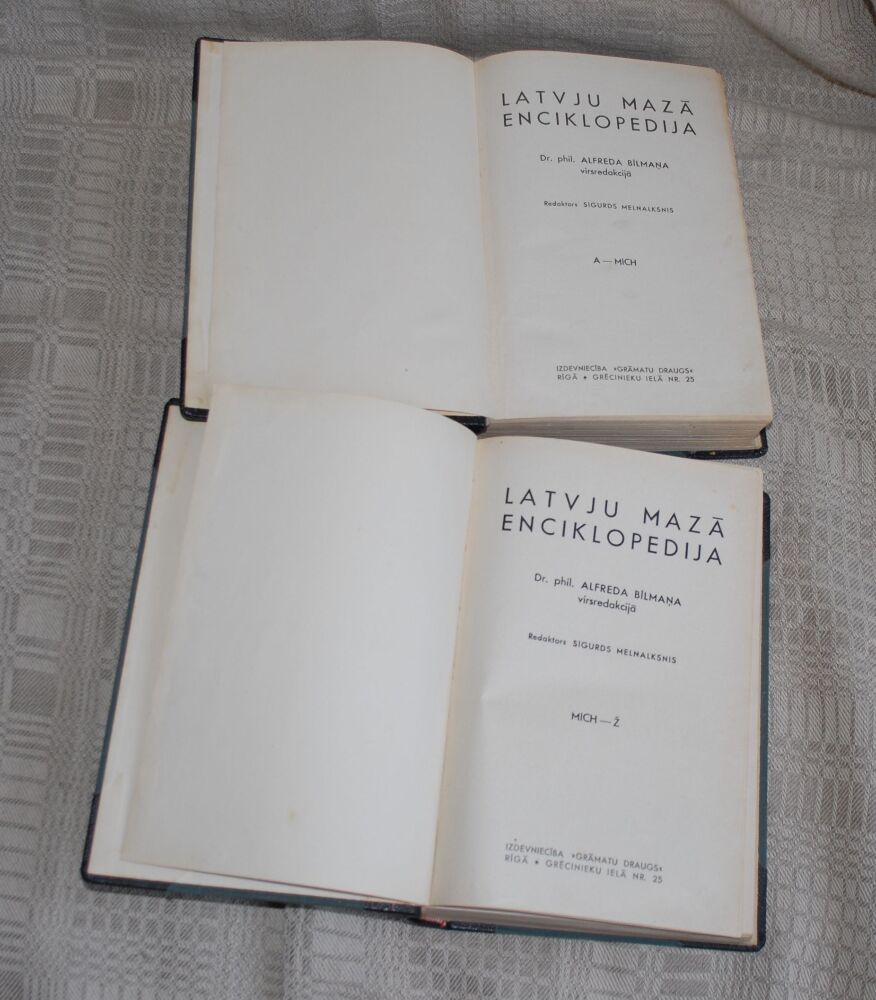 LATVJU MAZĀ
ENCIKLOPEDIJA
Dr. phil. ALFREDA BĪLMAŅA
virsredakcijā
Redaktors SIGURDS MELNALKSNIS
A — MICH
IZDEVNIECĪBA »GRĀMATU DRAUGS«
RĪGĀ ★ GRĒCINIEKU IELĀ NR. 25
LATVJU MAZĀ
ENCIKLOPEDIJA
Dr. phil. ALFREDA BĪLMAŅA
virsredakcijā
Redaktors SIGURDS MELNALKSNIS
MICH — Ž
IZDEVNIECĪBA »GRĀMATU DRAUGS«
RĪGĀ ★ GRĒCINIEKU IELĀ NR. 25